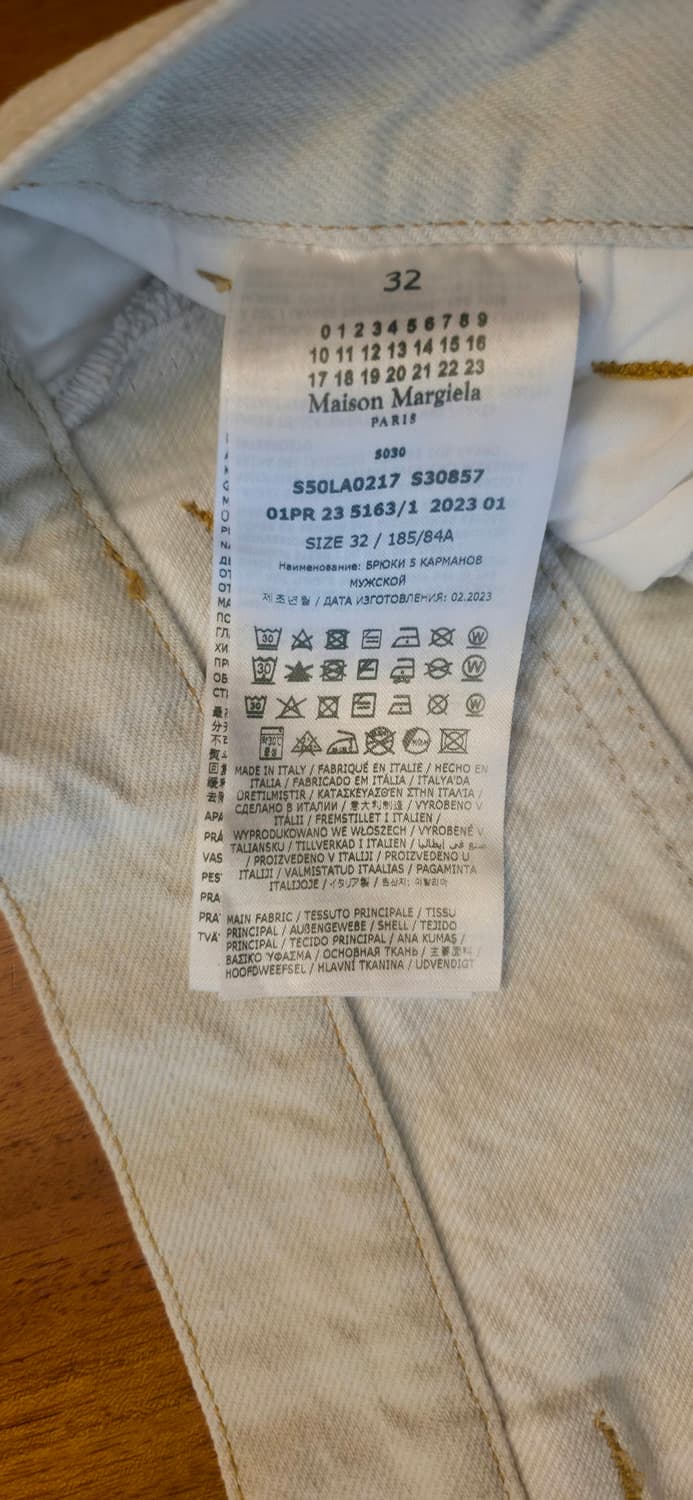 32
0 1 2 3 4 5 6 7 8 9
10 11 12 13 14 15 16
17 18 19 20 21 22 23
Maison Margiela
PARIS
S030
S50LA0217 S30857
01PR 23 5163/1 2023 01
SIZE 32 / 185/84A
Наименование: БРЮКИ 5 КАРМАНОВ
МУЖСКОЙ
제조년월 / ДАТА ИЗГОТОВЛЕНИЯ: 02.2023
30 W
30 W
30 W
MADE IN ITALY / FABRIQUÉ EN ITALIE / HECHO EN
ITALIA / FABRICADO EM ITÁLIA / ITALYA'DA
ÜRETILMIŞTIR / ΚΑΤΑΣΚΕΥΑΣΘΕΝ ΣΤΗΝ ΙΤΑΛΙΑ /
СДЕЛАНО В ИТАЛИИ / 意大利制造 / VYROBENO V
ITÁLII / FREMSTILLET I ITALIEN /
WYPRODUKOWANO WE WŁOSZECH / VYROBENÉ V
TALIANSKU / TILLVERKAD I ITALIEN / صنع في إيطاليا
/ PROIZVEDENO V ITALIJI / PROIZVEDENO U
ITALIJI / VALMISTATUD ITAALIAS / PAGAMINTA
ITALIJOJE / イタリア製 / 원산지: 이탈리아
MAIN FABRIC / TESSUTO PRINCIPALE / TISSU
PRINCIPAL / AUßENGEWEBE / SHELL / TEJIDO
PRINCIPAL / TECIDO PRINCIPAL / ANA KUMAŞ /
ΒΑΣΙΚΟ ΎΦΑΣΜΑ / ОСНОВНАЯ ТКАНЬ / 主要面料 /
HOOFDWEEFSEL / HLAVNÍ TKANINA / UDVENDIGT